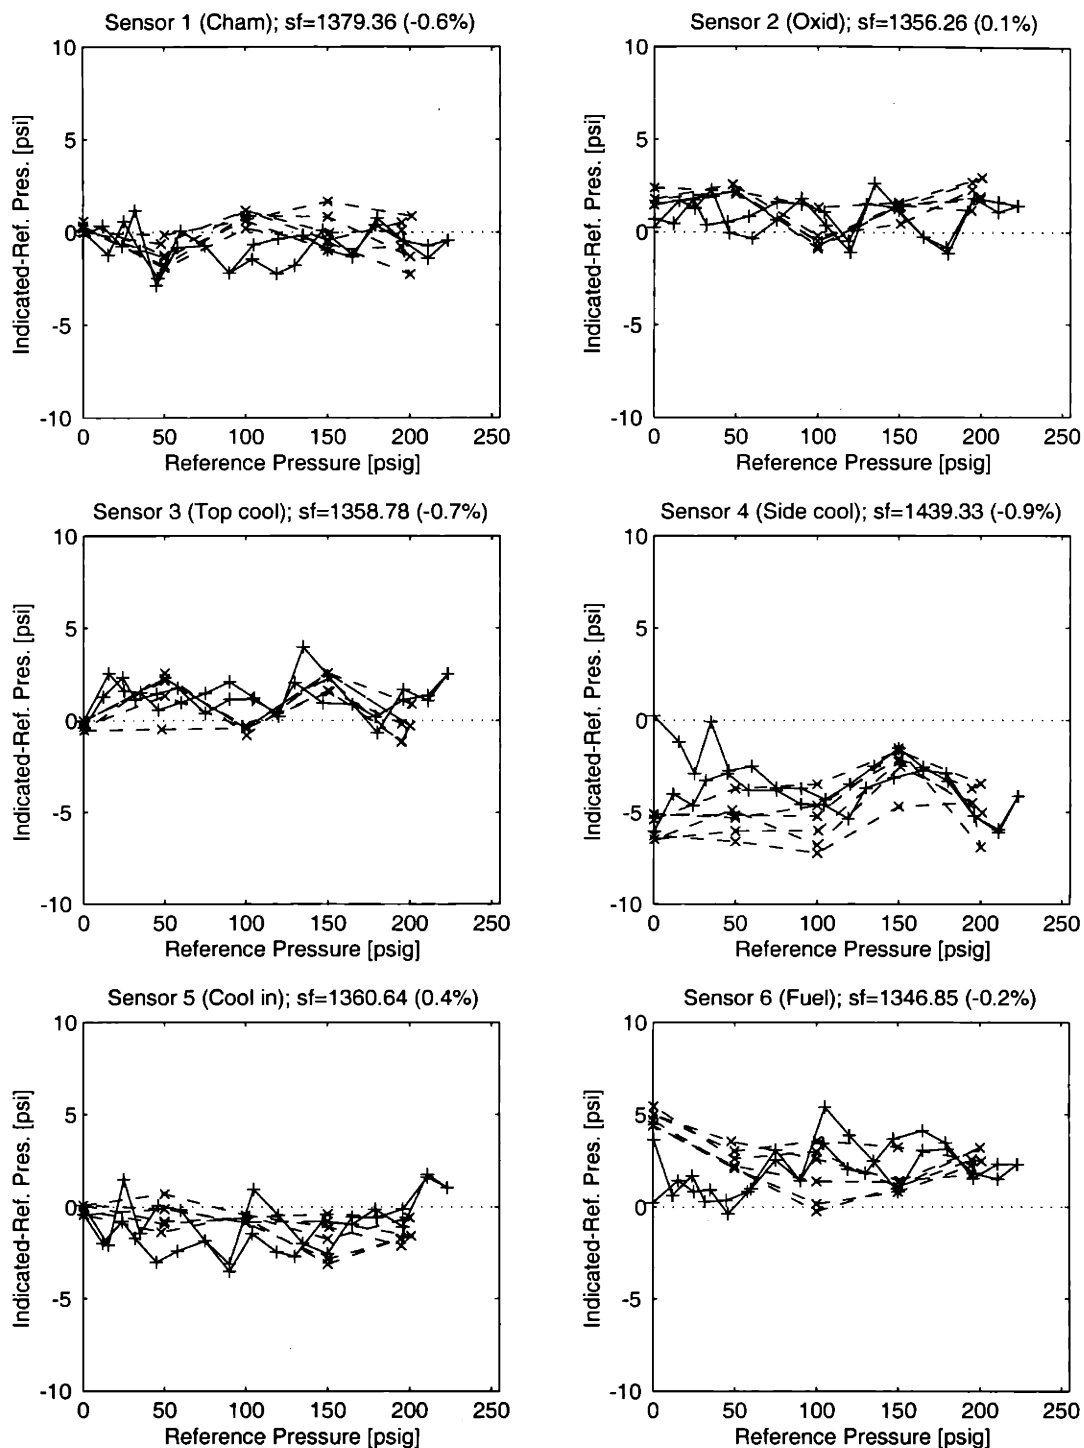 Sensor 1 (Cham); sf=1379.36 (-0.6%)
10
5
0
-5
-10
Indicated-Ref. Pres. [psi]
0 50 100 150 200 250
Reference Pressure [psig]
Sensor 2 (Oxid); sf=1356.26 (0.1%)
10
5
0
-5
-10
Indicated-Ref. Pres. [psi]
0 50 100 150 200 250
Reference Pressure [psig]
Sensor 3 (Top cool); sf=1358.78 (-0.7%)
10
5
0
-5
-10
Indicated-Ref. Pres. [psi]
0 50 100 150 200 250
Reference Pressure [psig]
Sensor 4 (Side cool); sf=1439.33 (-0.9%)
10
5
0
-5
-10
Indicated-Ref. Pres. [psi]
0 50 100 150 200 250
Reference Pressure [psig]
Sensor 5 (Cool in); sf=1360.64 (0.4%)
10
5
0
-5
-10
Indicated-Ref. Pres. [psi]
0 50 100 150 200 250
Reference Pressure [psig]
Sensor 6 (Fuel); sf=1346.85 (-0.2%)
10
5
0
-5
-10
Indicated-Ref. Pres. [psi]
0 50 100 150 200 250
Reference Pressure [psig]